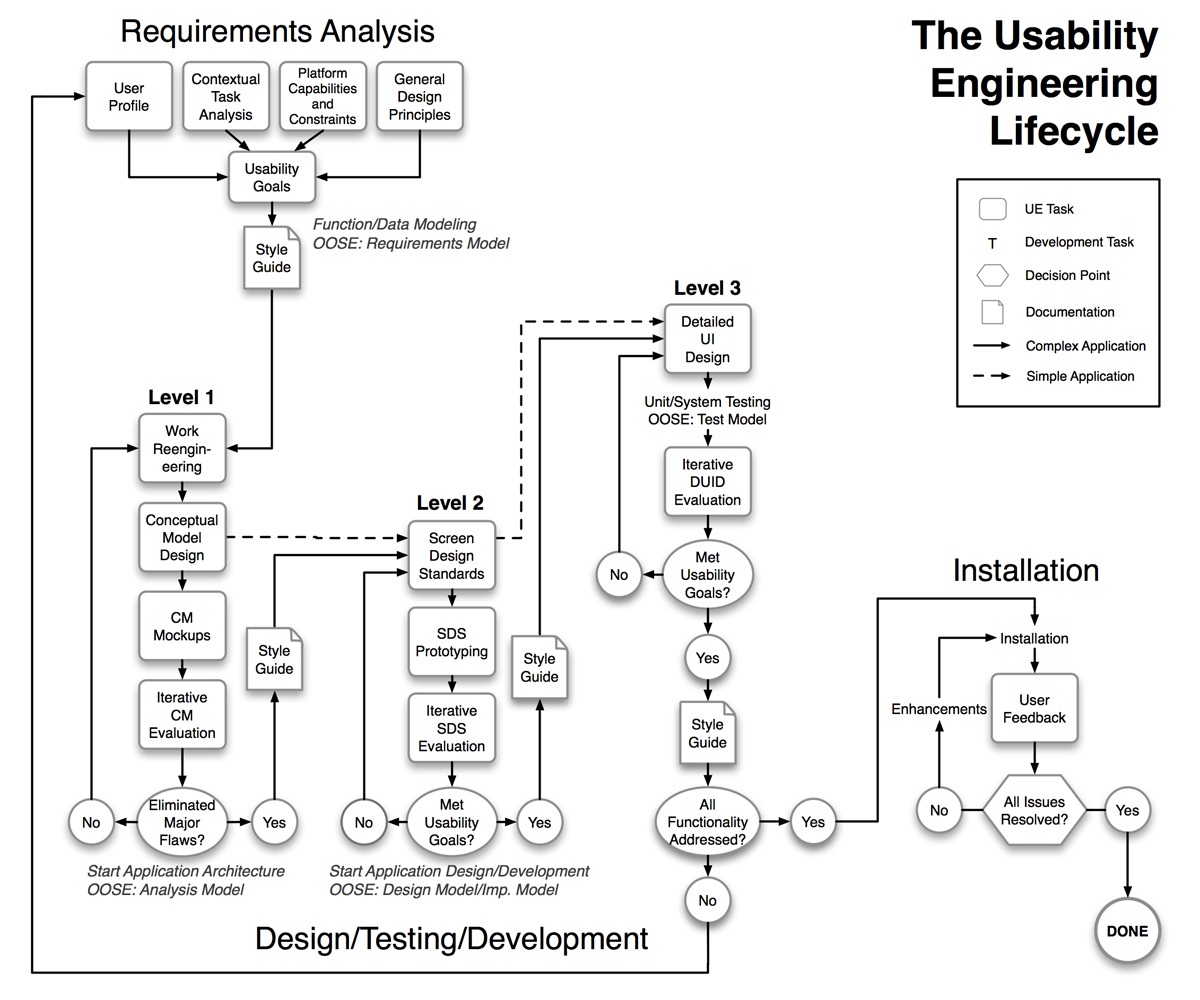 Requirements Analysis
The Usability
Engineering
Lifecycle
User
Profile
Contextual
Task
Analysis
Platform
Capabilities
and
Constraints
General
Design
Principles
Usability
Goals
Style
Guide
Function/Data Modeling
OOSE: Requirements Model
UE Task
T
Development Task
Decision Point
Documentation
Complex Application
Simple Application
Level 1
Work
Reengin-
eering
Conceptual
Model
Design
CM
Mockups
Iterative
CM
Evaluation
Eliminated
Major
Flaws?
No
Yes
Style
Guide
Start Application Architecture
OOSE: Analysis Model
Level 2
Screen
Design
Standards
SDS
Prototyping
Iterative
SDS
Evaluation
Met
Usability
Goals?
No
Yes
Style
Guide
Start Application Design/Development
OOSE: Design Model/Imp. Model
Level 3
Detailed
UI
Design
Unit/System Testing
OOSE: Test Model
Iterative
DUID
Evaluation
Met
Usability
Goals?
No
Yes
Style
Guide
All
Functionality
Addressed?
Yes
No
Design/Testing/Development
Installation
Installation
User
Feedback
Enhancements
All Issues
Resolved?
No
Yes
DONE